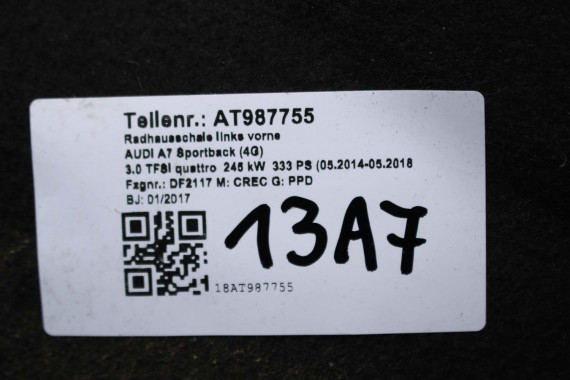 Teilenr.: AT987755
Radhausschale links vorne
AUDI A7 Sportback (4G)
3.0 TFSI quattro 245 kW 333 PS (05.2014-05.2018
Fzgnr.: DF2117 M: CREC G: PPD
BJ: 01/2017
13A7
18AT987755